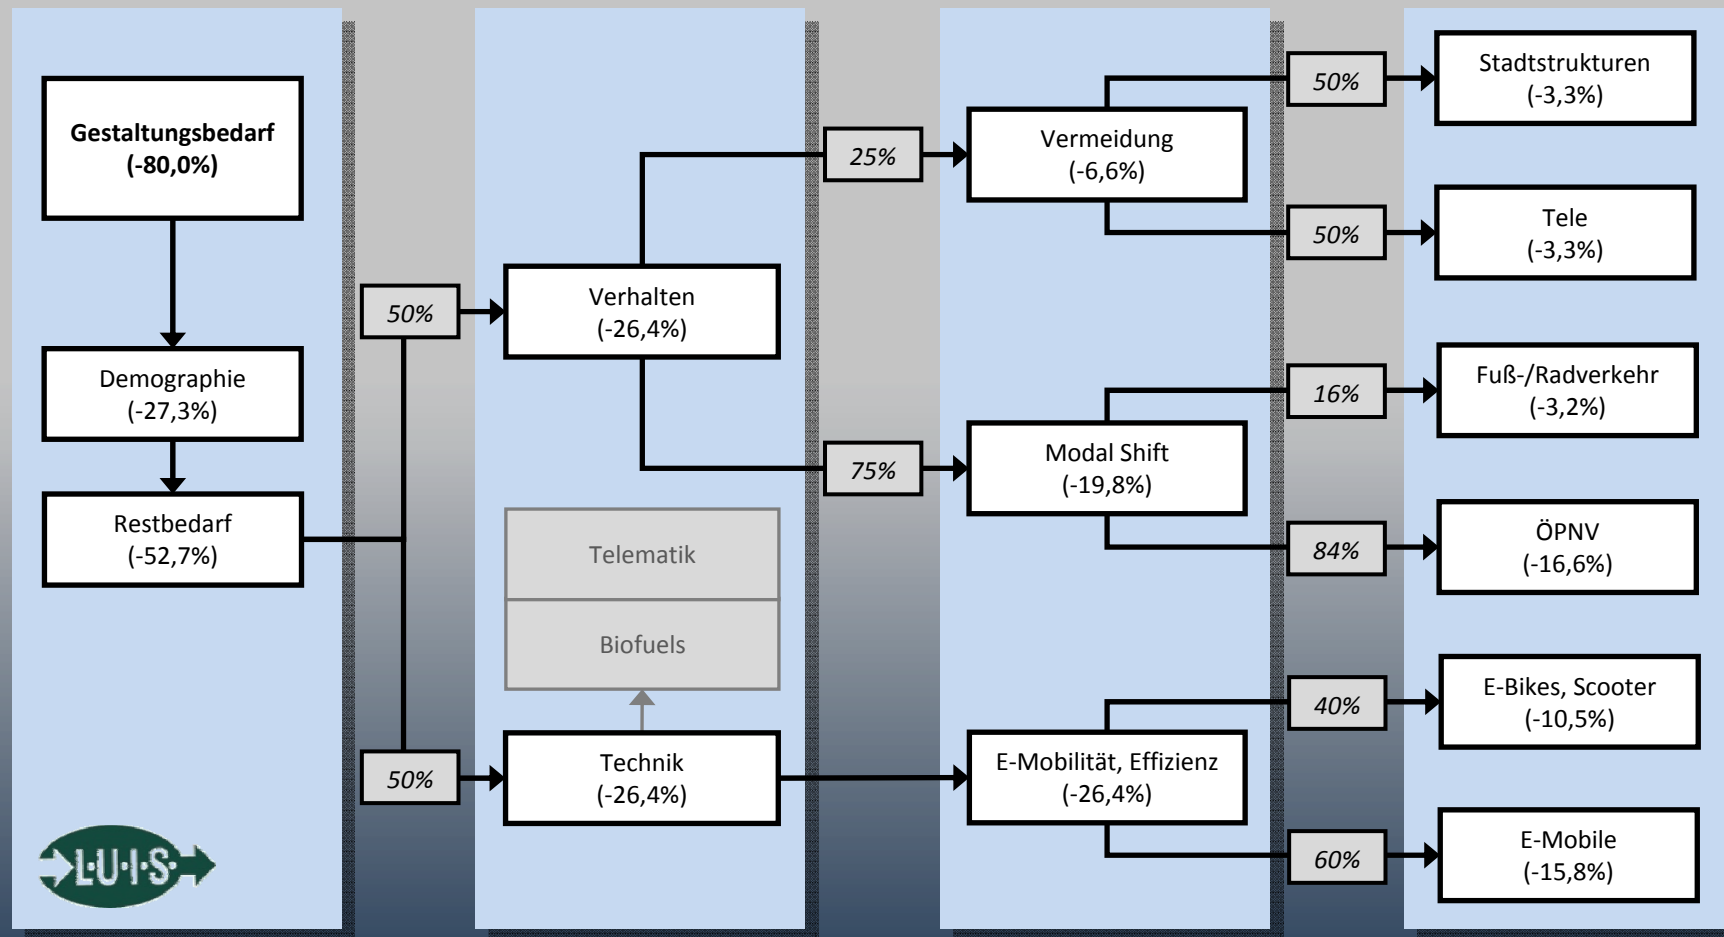 Gestaltungsbedarf
(-80,0%)
Demographie
(-27,3%)
Restbedarf
(-52,7%)
50%
50%
Verhalten
(-26,4%)
Telematik
Biofuels
Technik
(-26,4%)
25%
75%
Vermeidung
(-6,6%)
Modal Shift
(-19,8%)
E-Mobilität, Effizienz
(-26,4%)
50%
50%
16%
84%
40%
60%
Stadtstrukturen
(-3,3%)
Tele
(-3,3%)
Fuß-/Radverkehr
(-3,2%)
ÖPNV
(-16,6%)
E-Bikes, Scooter
(-10,5%)
E-Mobile
(-15,8%)
L·U·I·S·